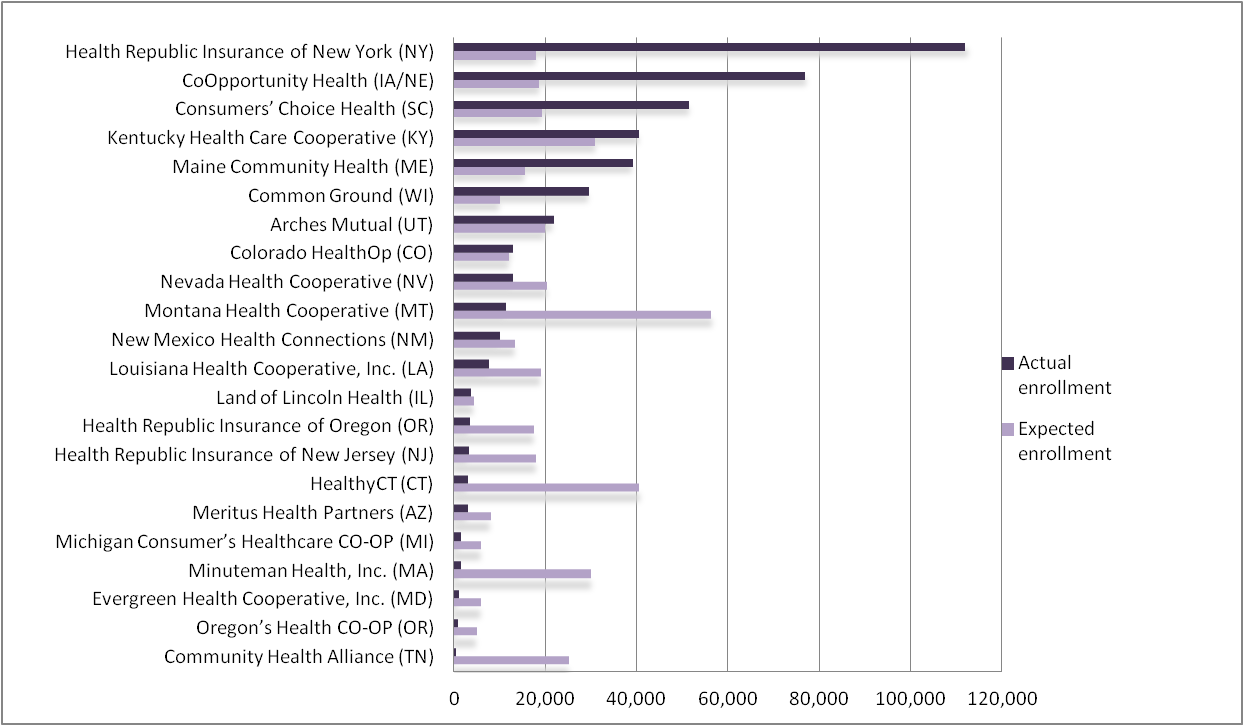 Health Republic Insurance of New York (NY)
CoOpportunity Health (IA/NE)
Consumers’ Choice Health (SC)
Kentucky Health Care Cooperative (KY)
Maine Community Health (ME)
Common Ground (WI)
Arches Mutual (UT)
Colorado HealthOp (CO)
Nevada Health Cooperative (NV)
Montana Health Cooperative (MT)
New Mexico Health Connections (NM)
Louisiana Health Cooperative, Inc. (LA)
Land of Lincoln Health (IL)
Health Republic Insurance of Oregon (OR)
Health Republic Insurance of New Jersey (NJ)
HealthyCT (CT)
Meritus Health Partners (AZ)
Michigan Consumer’s Healthcare CO-OP (MI)
Minuteman Health, Inc. (MA)
Evergreen Health Cooperative, Inc. (MD)
Oregon’s Health CO-OP (OR)
Community Health Alliance (TN)
0 20,000 40,000 60,000 80,000 100,000 120,000
Actual
enrollment
Expected
enrollment